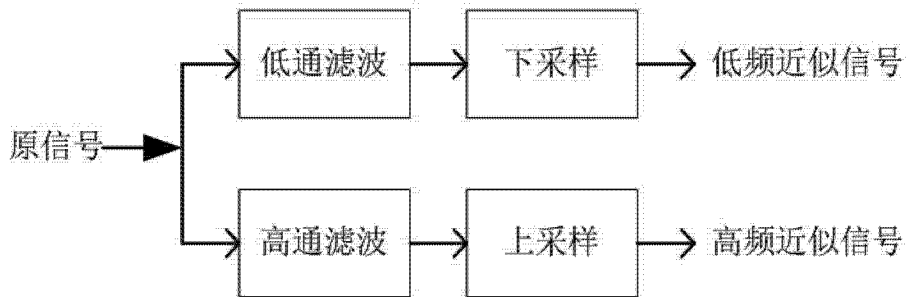 低通滤波
下采样
低频近似信号
原信号
高通滤波
上采样
高频近似信号